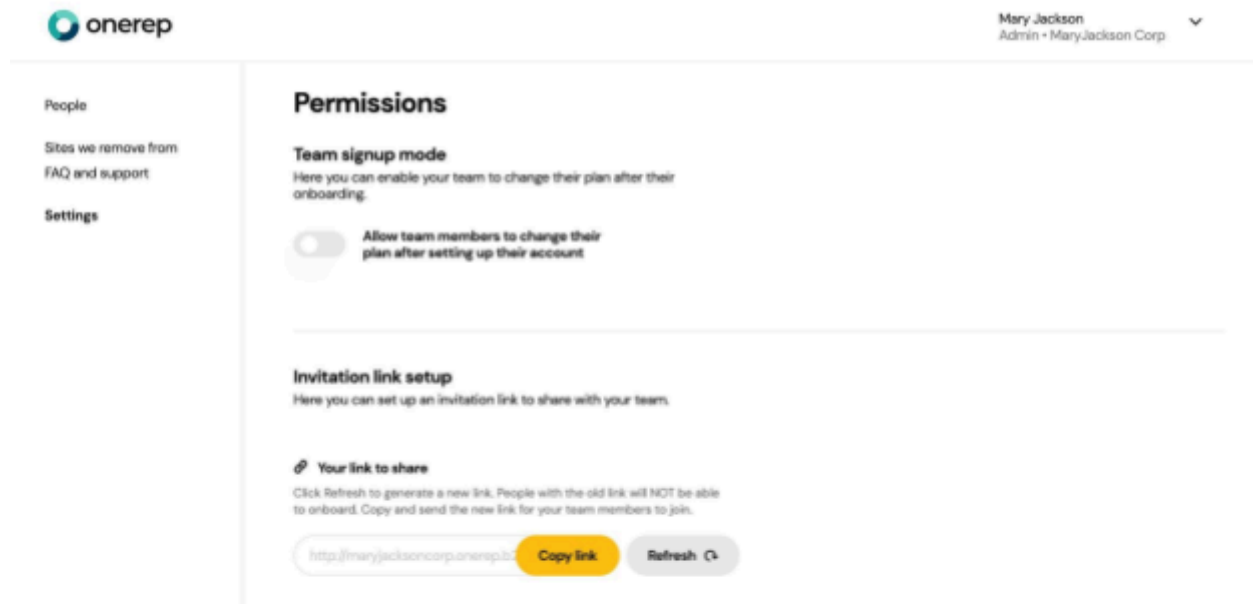 onerep
Mary Jackson
Admin • MaryJackson Corp
People
Sites we remove from
FAQ and support
Settings
Permissions
Team signup mode
Here you can enable your team to change their plan after their
onboarding.
Allow team members to change their
plan after setting up their account
Invitation link setup
Here you can set up an invitation link to share with your team.
Your link to share
Click Refresh to generate a new link. People with the old link will NOT be able
to onboard. Copy and send the new link for your team members to join.
http://maryjacksoncorp.onerep.b2
Copy link
Refresh